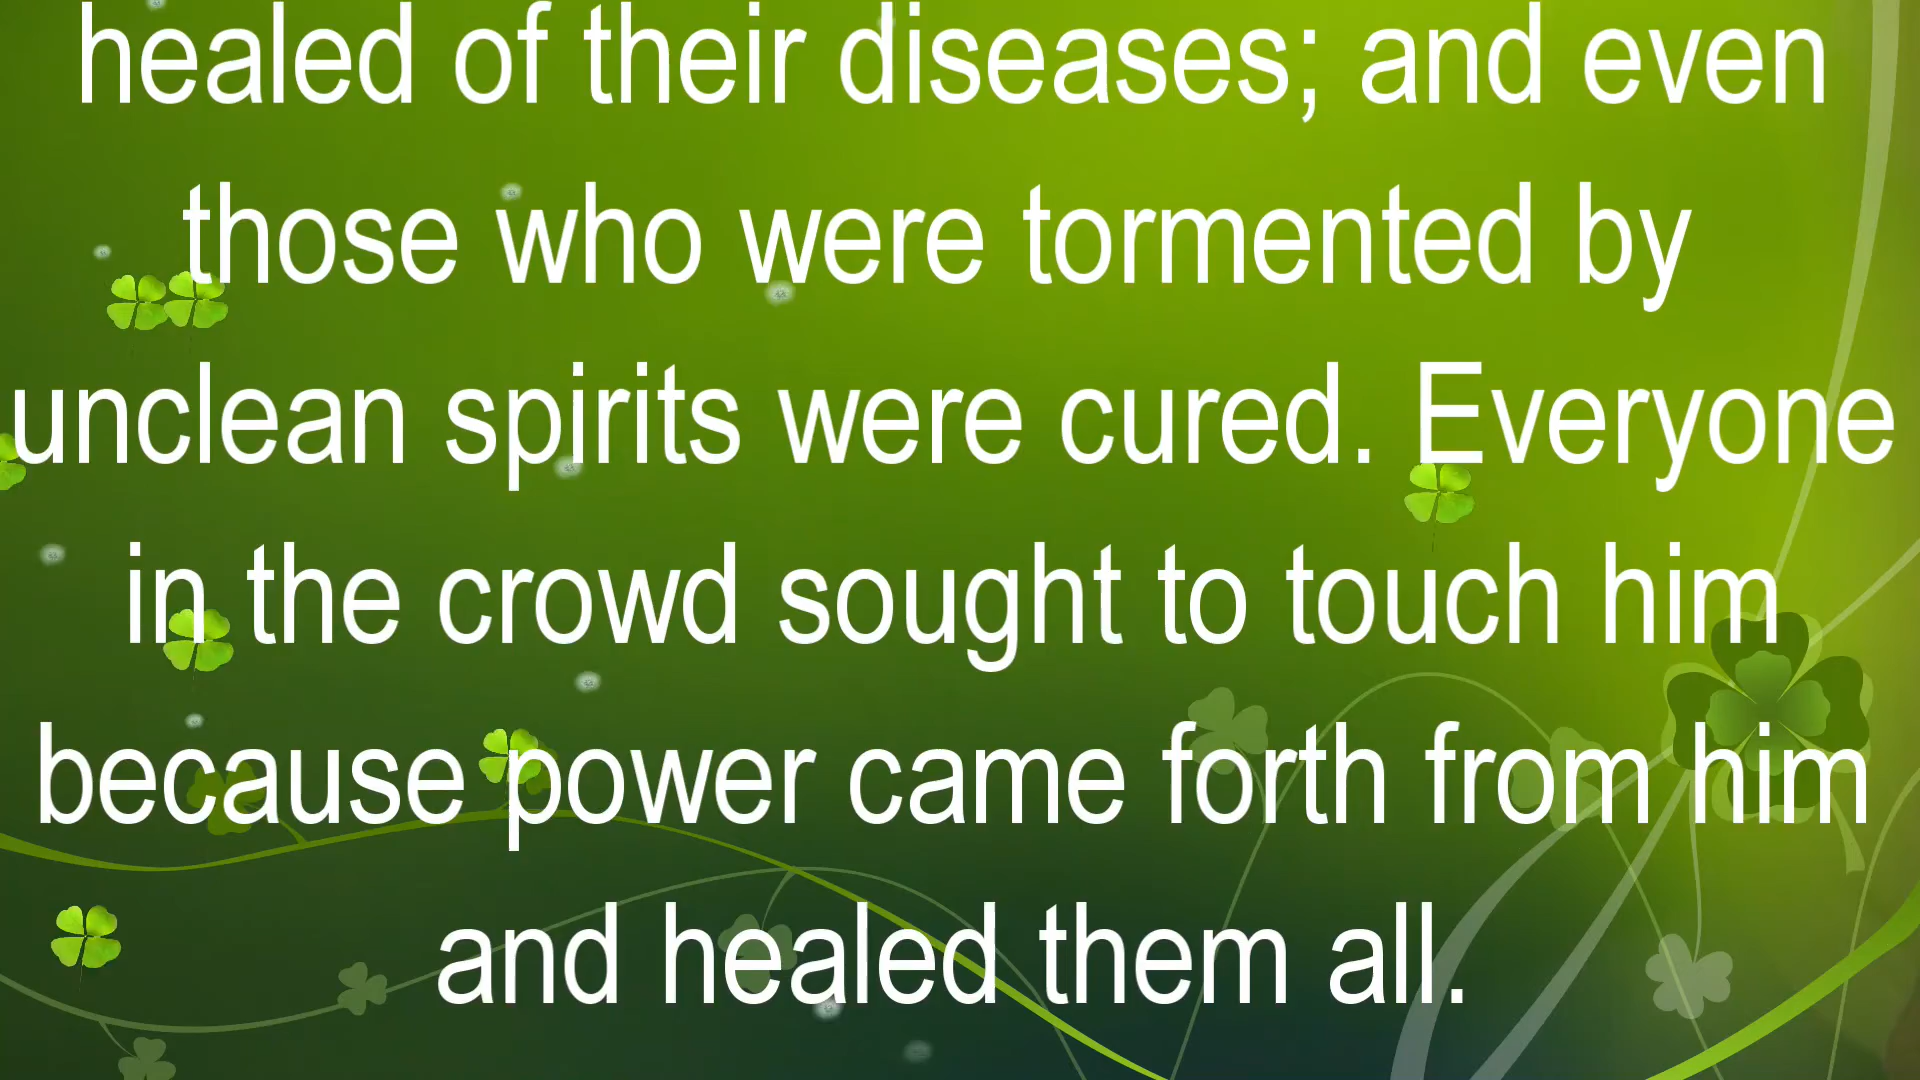 healed of their diseases; and even
those who were tormented by
unclean spirits were cured. Everyone
in the crowd sought to touch him
because power came forth from him
and healed them all.